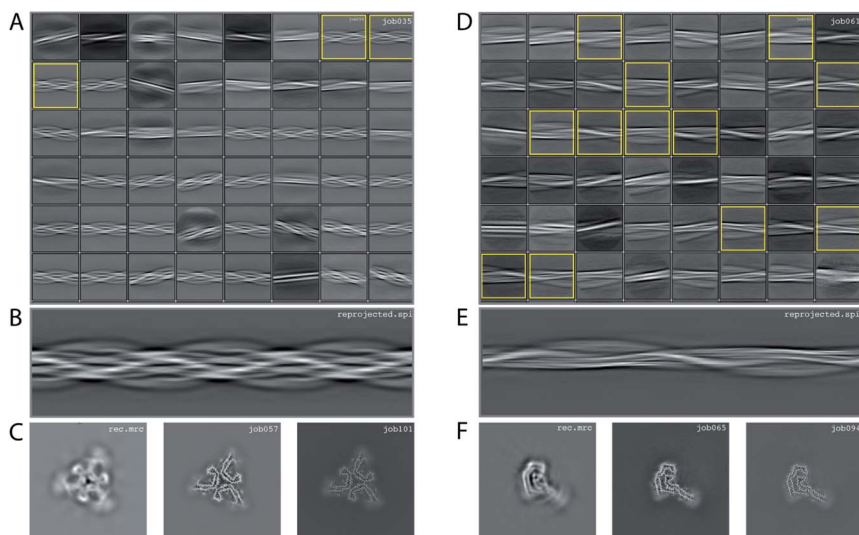 A
job035
D
job061
B
reprojected.spi
E
reprojected.spi
C
rec.mrc
job057
job101
F
rec.mrc
job065
job094